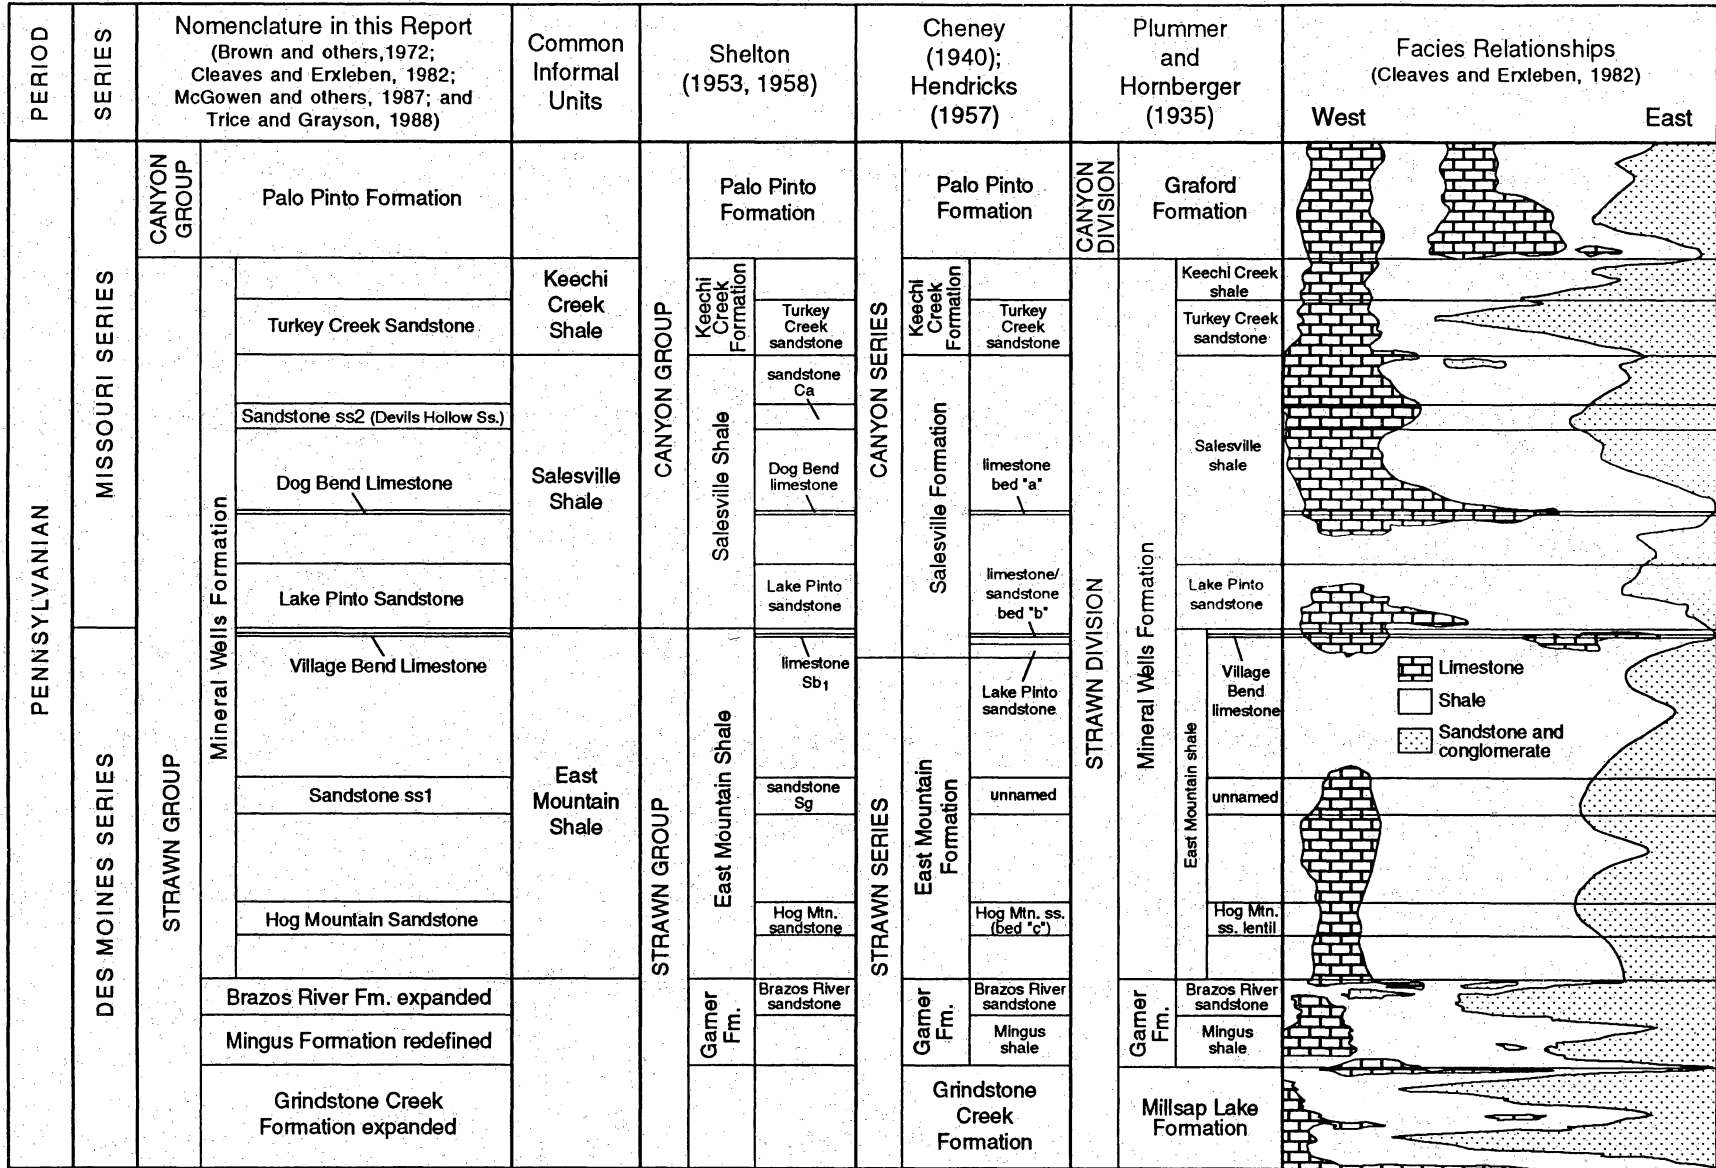 PERIOD
SERIES
Nomenclature in this Report
(Brown and others,1972;
Cleaves and Erxleben, 1982;
McGowen and others, 1987; and
Trice and Grayson, 1988)
Common
Informal
Units
Shelton
(1953, 1958)
Cheney
(1940);
Hendricks
(1957)
Plummer
and
Hornberger
(1935)
Facies Relationships
(Cleaves and Erxleben, 1982)
West
East
PENNSYLVANIAN
MISSOURI SERIES
DES MOINES SERIES
CANYON
GROUP
STRAWN GROUP
Palo Pinto Formation
Mineral Wells Formation
Turkey Creek Sandstone
Sandstone ss2 (Devils Hollow Ss.)
Dog Bend Limestone
Lake Pinto Sandstone
Village Bend Limestone
Sandstone ss1
Hog Mountain Sandstone
Brazos River Fm. expanded
Mingus Formation redefined
Grindstone Creek
Formation expanded
Keechi
Creek
Shale
Salesville
Shale
East
Mountain
Shale
CANYON GROUP
STRAWN GROUP
Palo Pinto
Formation
Keechi
Creek
Formation
Salesville Shale
East Mountain Shale
Garner
Fm.
Turkey
Creek
sandstone
sandstone
Ca
Dog Bend
limestone
Lake Pinto
sandstone
limestone
Sb1
sandstone
Sg
Hog Mtn.
sandstone
Brazos River
sandstone
CANYON SERIES
STRAWN SERIES
Palo Pinto
Formation
Keechi
Creek
Formation
Salesville Formation
East Mountain
Formation
Garner
Fm.
Turkey
Creek
sandstone
limestone
bed "a"
limestone/
sandstone
bed "b"
Lake Pinto
sandstone
unnamed
Hog Mtn. ss.
(bed "c")
Brazos River
sandstone
Mingus
shale
Grindstone
Creek
Formation
CANYON
DIVISION
STRAWN DIVISION
Graford
Formation
Mineral Wells Formation
Keechi Creek
shale
Turkey Creek
sandstone
Salesville
shale
Lake Pinto
sandstone
East Mountain shale
Village
Bend
limestone
unnamed
Hog Mtn.
ss. lentil
Garner
Fm.
Brazos River
sandstone
Mingus
shale
Millsap Lake
Formation
Limestone
Shale
Sandstone and
conglomerate